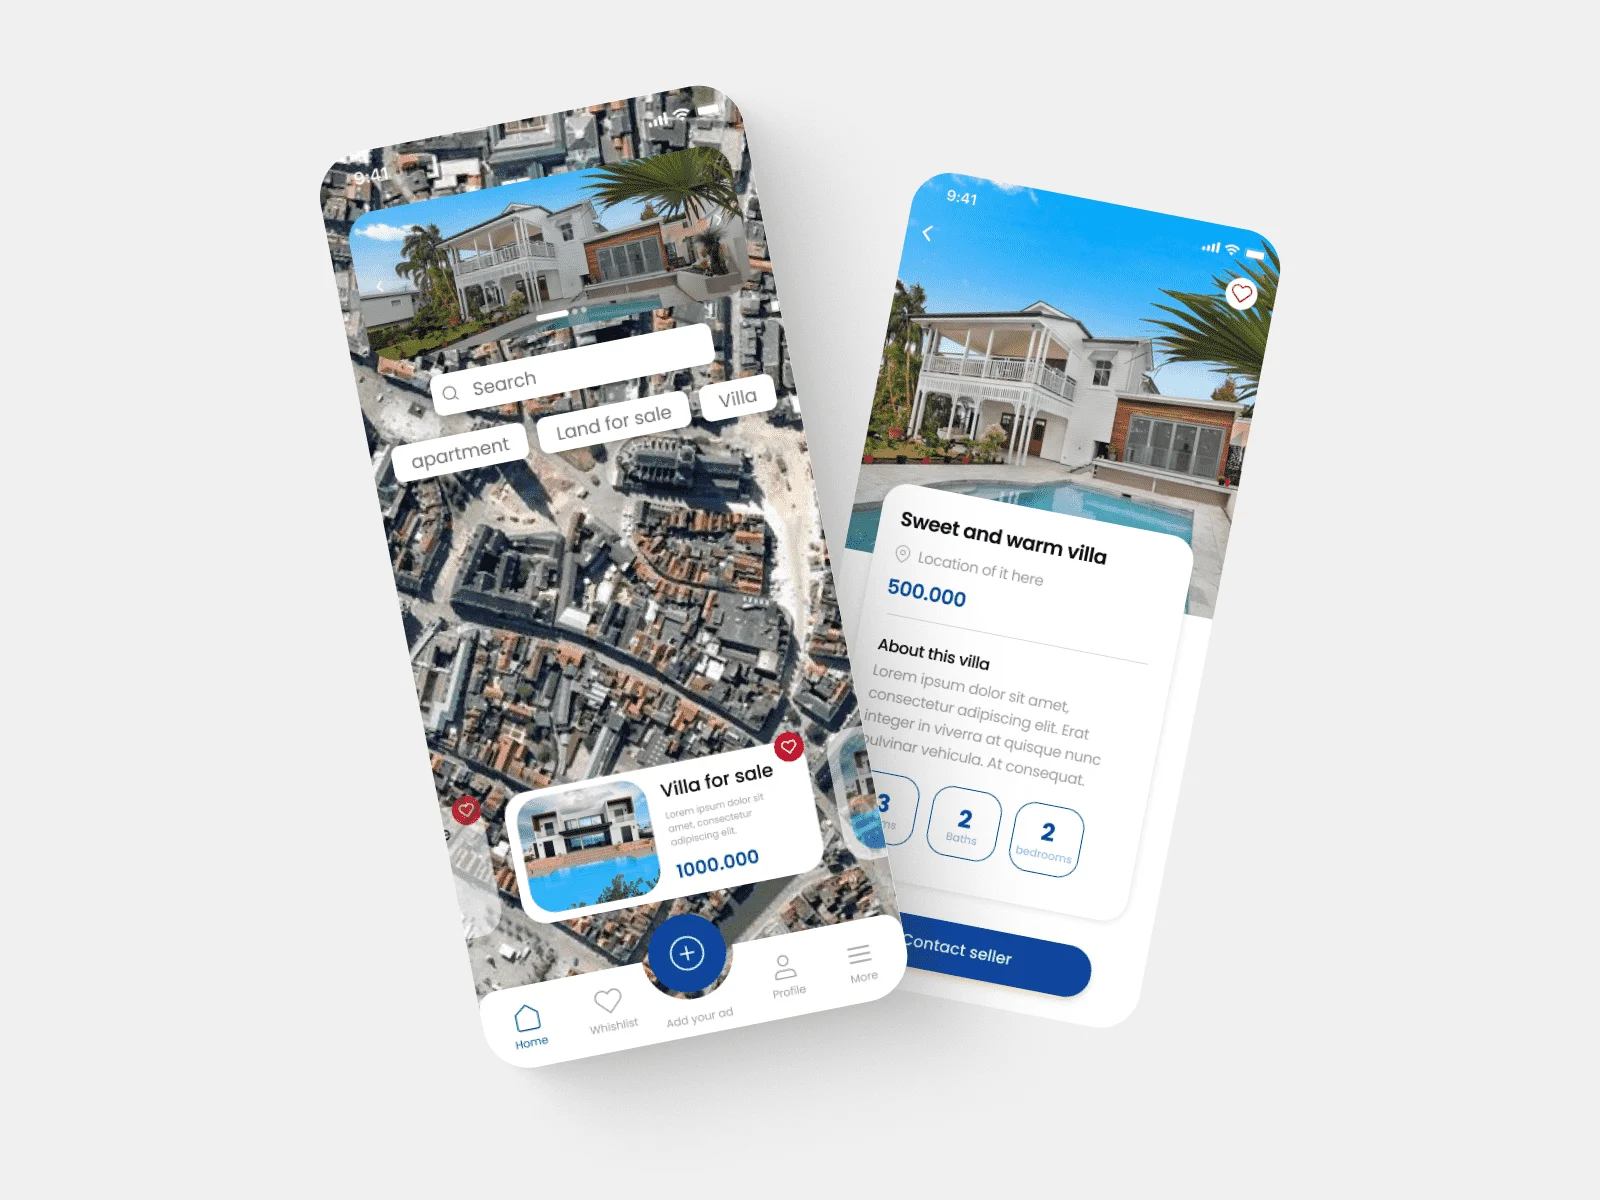 9:41
Search
apartment
Land for sale
Villa
Villa for sale
Lorem ipsum dolor sit
amet, consectetur
adipiscing elit.
1000.000
Home
Whishlist
Add your ad
Profile
More
9:41
Sweet and warm villa
Location of it here
500.000
About this villa
Lorem ipsum dolor sit amet,
consectetur adipiscing elit. Erat
integer in viverra at quisque nunc
pulvinar vehicula. At consequat.
3
2
Baths
2
bedrooms
Contact seller